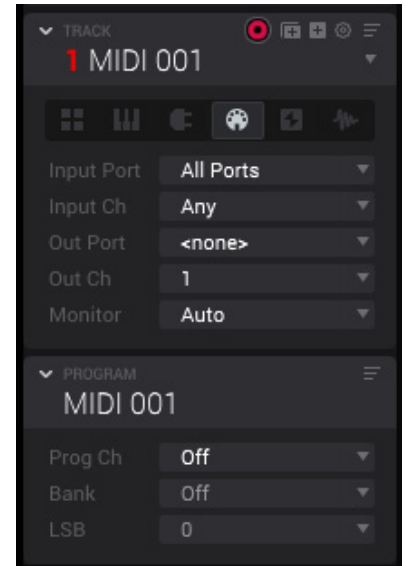 TRACK
1 MIDI 001
Input Port All Ports
Input Ch Any
Out Port <none>
Out Ch 1
Monitor Auto
PROGRAM
MIDI 001
Prog Ch Off
Bank Off
LSB 0